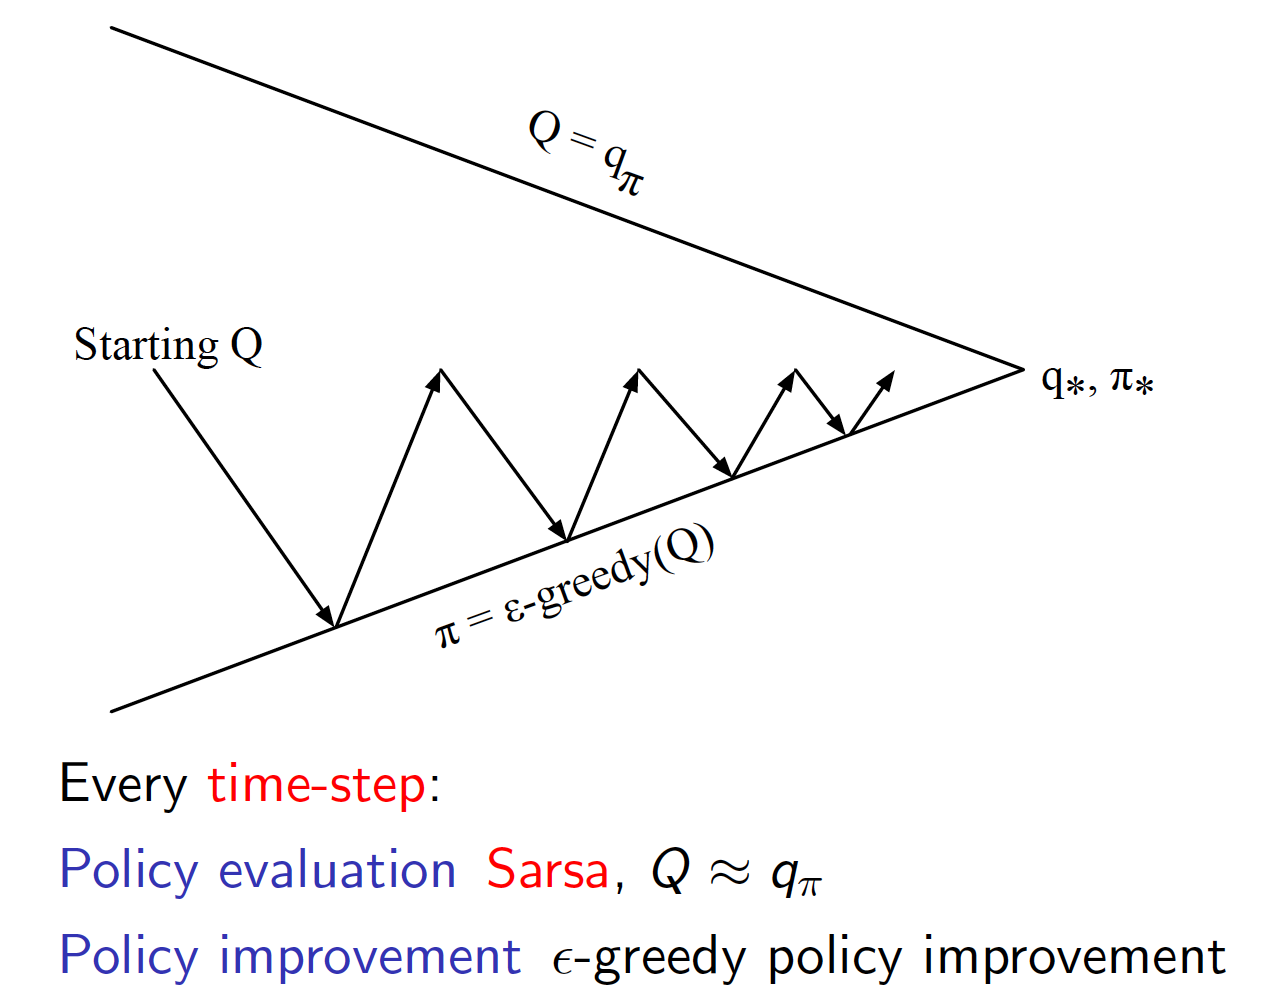 Q = qπ
Starting Q
q*, π*
π = ε-greedy(Q)
Every time-step:
Policy evaluation Sarsa, Q ≈ qπ
Policy improvement ϵ-greedy policy improvement